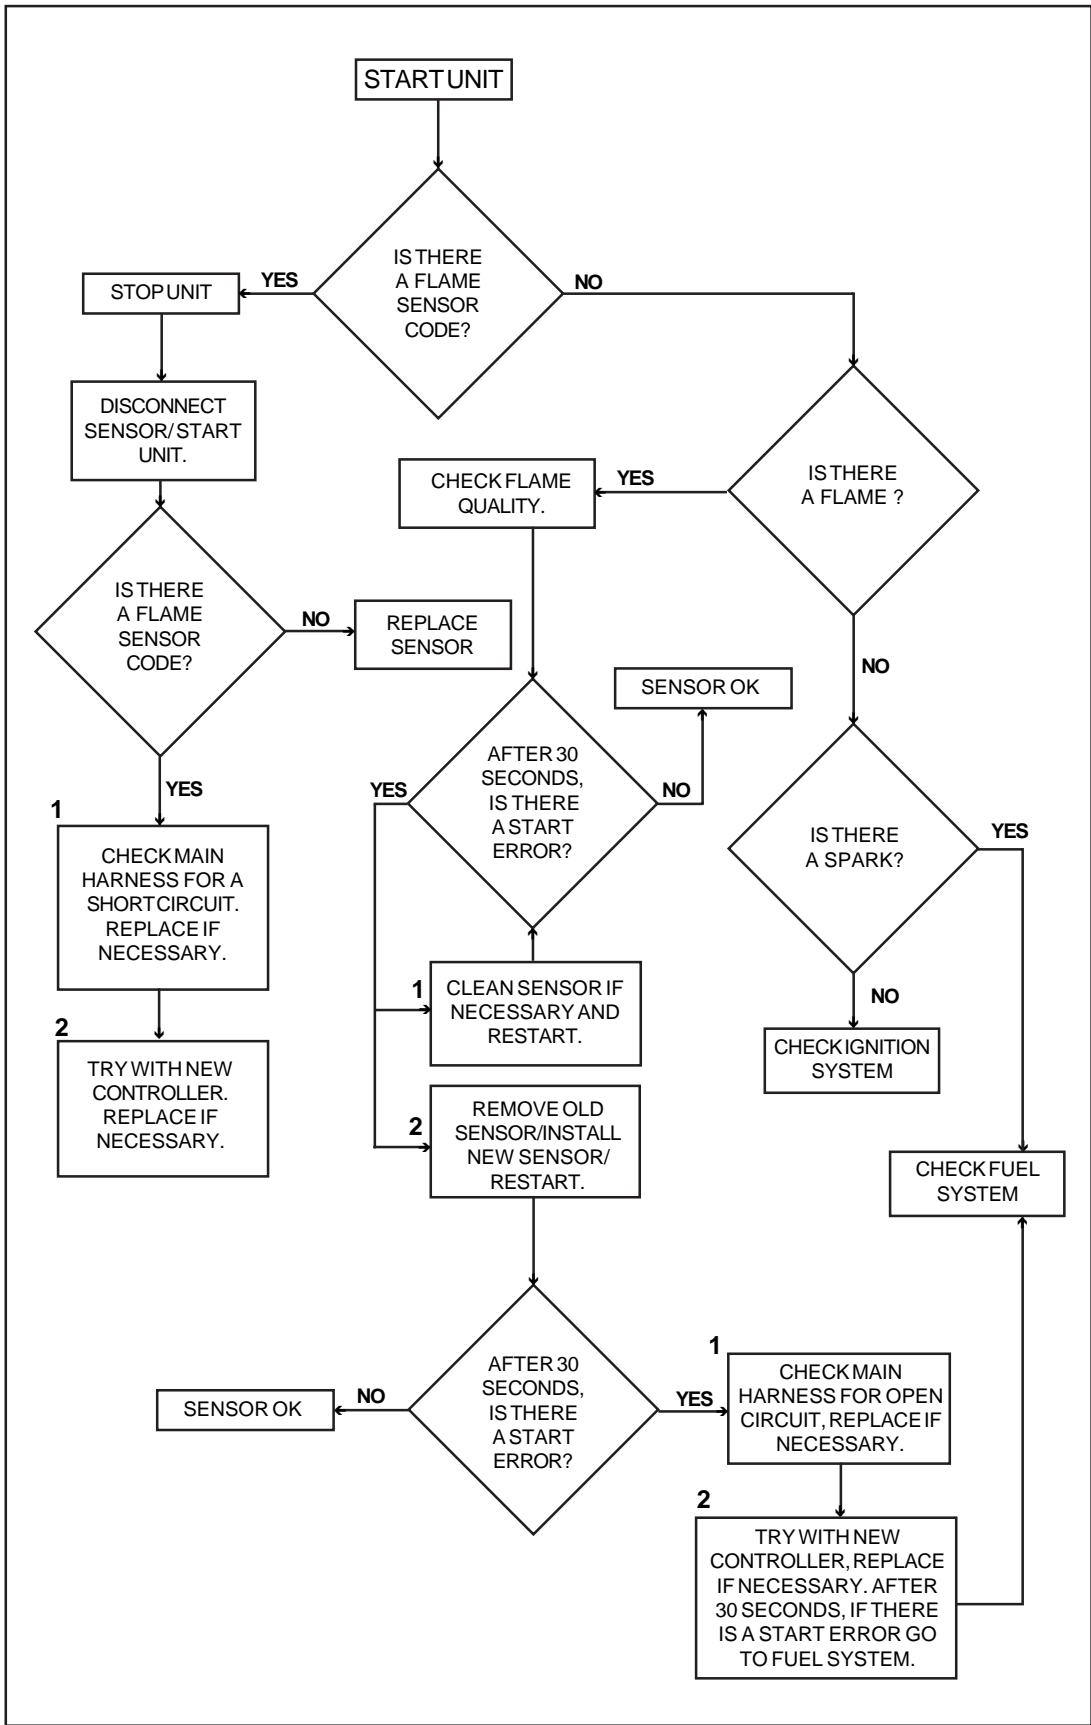 START UNIT
IS THERE
A FLAME
SENSOR
CODE?
YES
NO
STOP UNIT
DISCONNECT
SENSOR/START
UNIT.
IS THERE
A FLAME
SENSOR
CODE?
NO
REPLACE
SENSOR
YES
1
CHECK MAIN
HARNESS FOR A
SHORT CIRCUIT.
REPLACE IF
NECESSARY.
2
TRY WITH NEW
CONTROLLER.
REPLACE IF
NECESSARY.
IS THERE
A FLAME ?
YES
CHECK FLAME
QUALITY.
AFTER 30
SECONDS,
IS THERE
A START
ERROR?
NO
SENSOR OK
YES
1
CLEAN SENSOR IF
NECESSARY AND
RESTART.
2
REMOVE OLD
SENSOR/INSTALL
NEW SENSOR/
RESTART.
NO
IS THERE
A SPARK?
YES
NO
CHECK IGNITION
SYSTEM
CHECK FUEL
SYSTEM
AFTER 30
SECONDS,
IS THERE
A START
ERROR?
NO
SENSOR OK
YES
1
CHECK MAIN
HARNESS FOR OPEN
CIRCUIT, REPLACE IF
NECESSARY.
2
TRY WITH NEW
CONTROLLER, REPLACE
IF NECESSARY. AFTER
30 SECONDS, IF THERE
IS A START ERROR GO
TO FUEL SYSTEM.